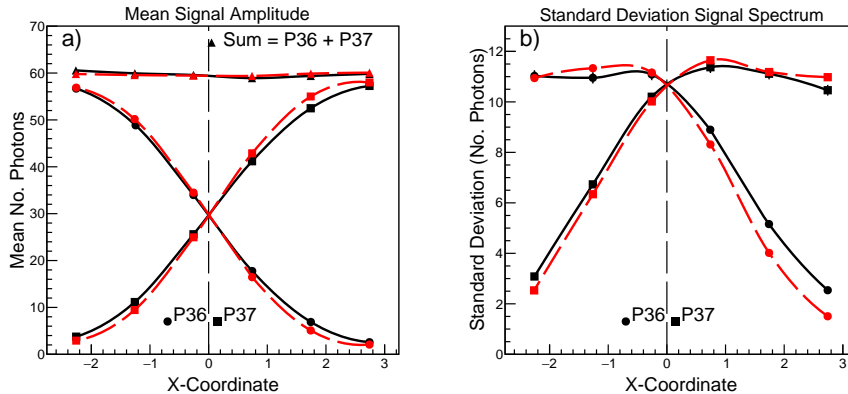 Mean Signal Amplitude
a)
Sum = P36 + P37
Mean No. Photons
70
60
50
40
30
20
10
0
P36
P37
−2 −1 0 1 2 3
X-Coordinate
Standard Deviation Signal Spectrum
b)
Standard Deviation (No. Photons)
12
10
8
6
4
2
0
P36
P37
−2 −1 0 1 2 3
X-Coordinate